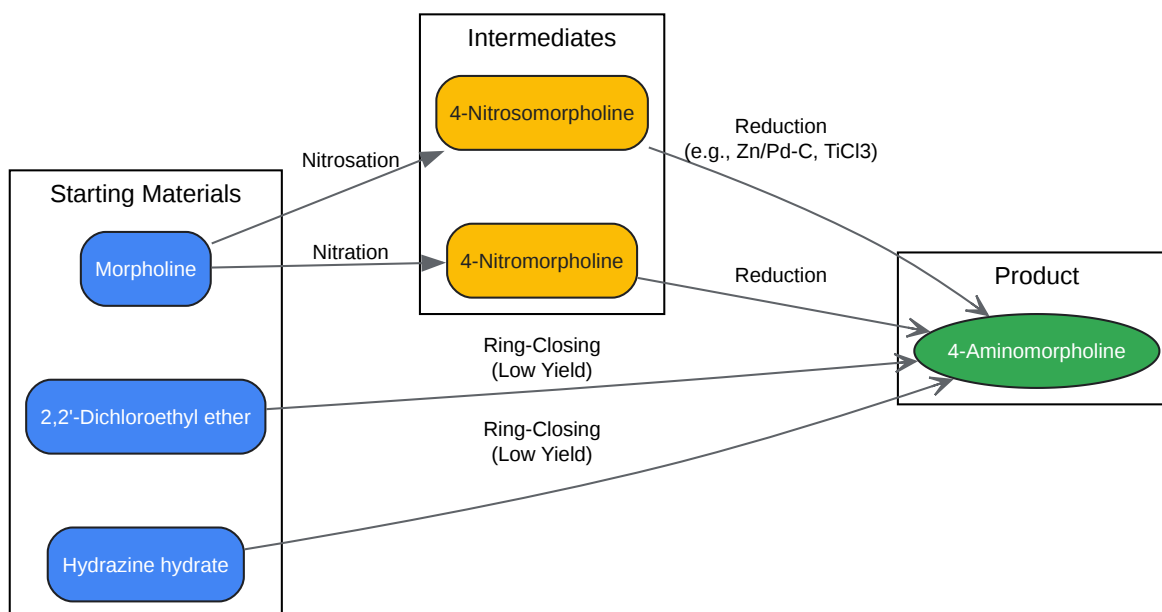 Intermediates
4-Nitrosomorpholine
Reduction
(e.g., Zn/Pd-C, TiCl3)
Nitrosation
Starting Materials
Morpholine
Nitration
4-Nitromorpholine
Reduction
Product
4-Aminomorpholine
Ring-Closing
(Low Yield)
2,2'-Dichloroethyl ether
Ring-Closing
(Low Yield)
Hydrazine hydrate